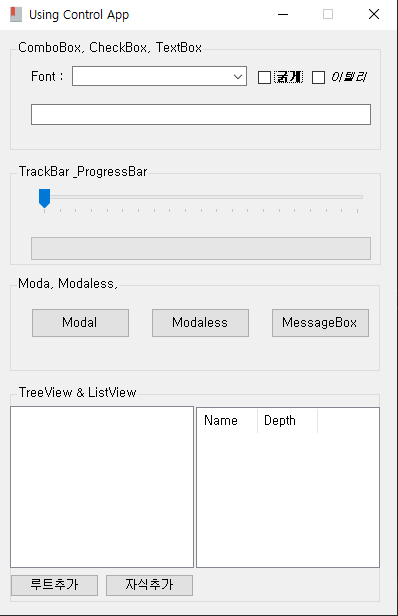 Using Control App
ComboBox, CheckBox, TextBox
Font :
굵게
이탤릭
TrackBar _ProgressBar
Moda, Modaless,
Modal Modaless MessageBox
TreeView & ListView
Name Depth
루트추가 자식추가